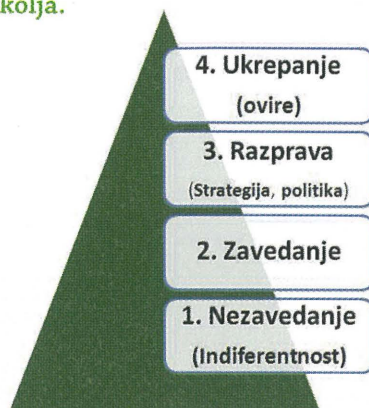 kolja.
4. Ukrepanje
(ovire)
3. Razprava
(Strategija, politika)
2. Zavedanje
1. Nezavedanje
(Indiferentnost)